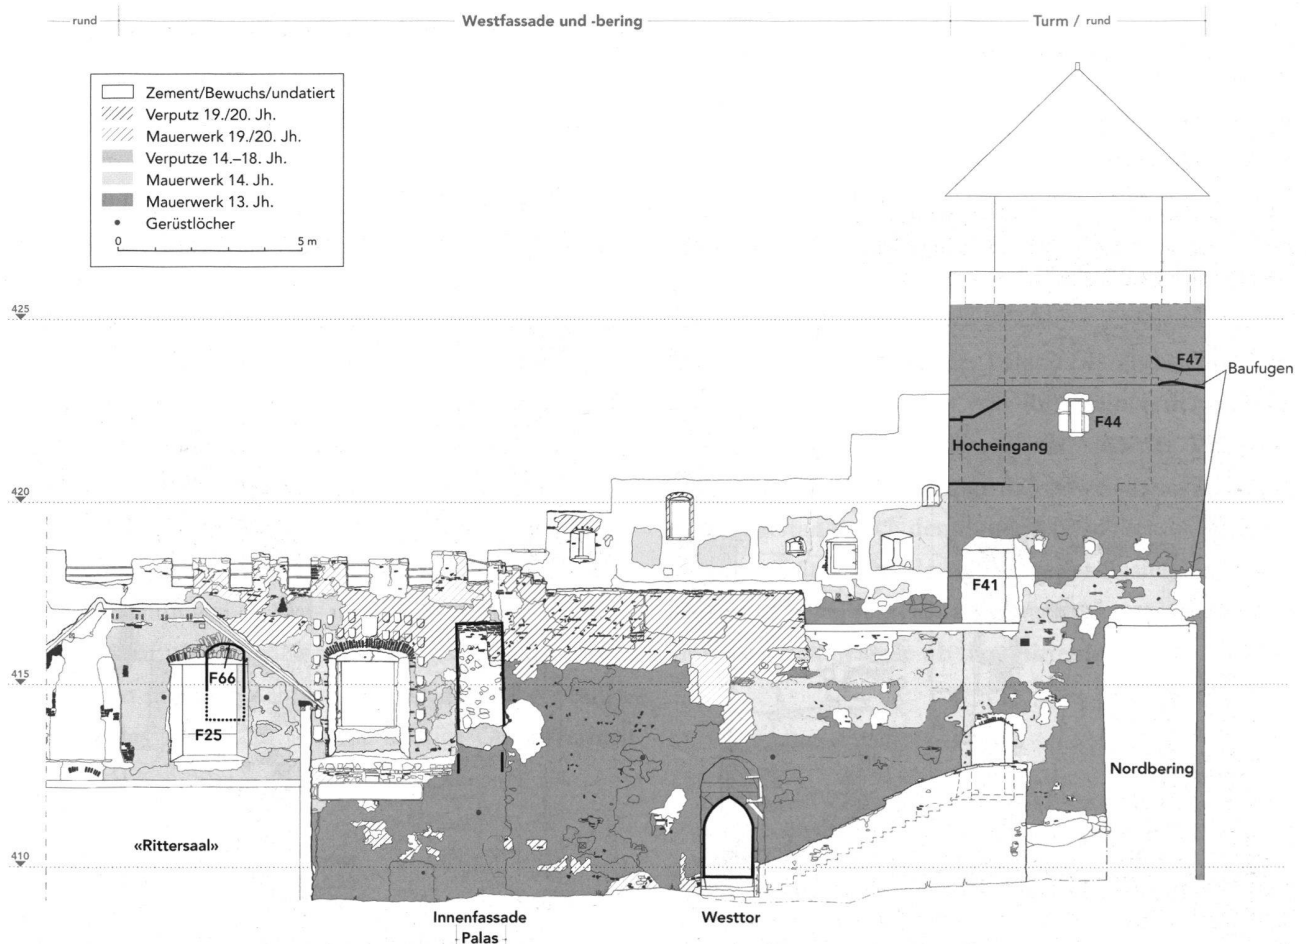 rund
Westfassade und -bering
Turm / rund
Zement/Bewuchs/undatiert
Verputz 19./20. Jh.
Mauerwerk 19./20. Jh.
Verputze 14.–18. Jh.
Mauerwerk 14. Jh.
Mauerwerk 13. Jh.
Gerüstlöcher
0 5 m
425
F47
Baufugen
F44
Hocheingang
420
F41
415
F66
F25
Nordbering
«Rittersaal»
410
Innenfassade
Palas
Westtor